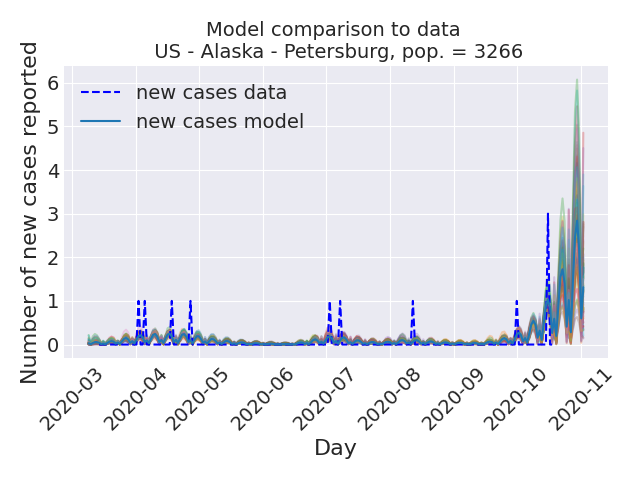 Model comparison to data
US - Alaska - Petersburg, pop. = 3266
Number of new cases reported
6
5
4
3
2
1
0
new cases data
new cases model
2020-03
2020-04
2020-05
2020-06
2020-07
2020-08
2020-09
2020-10
2020-11
Day